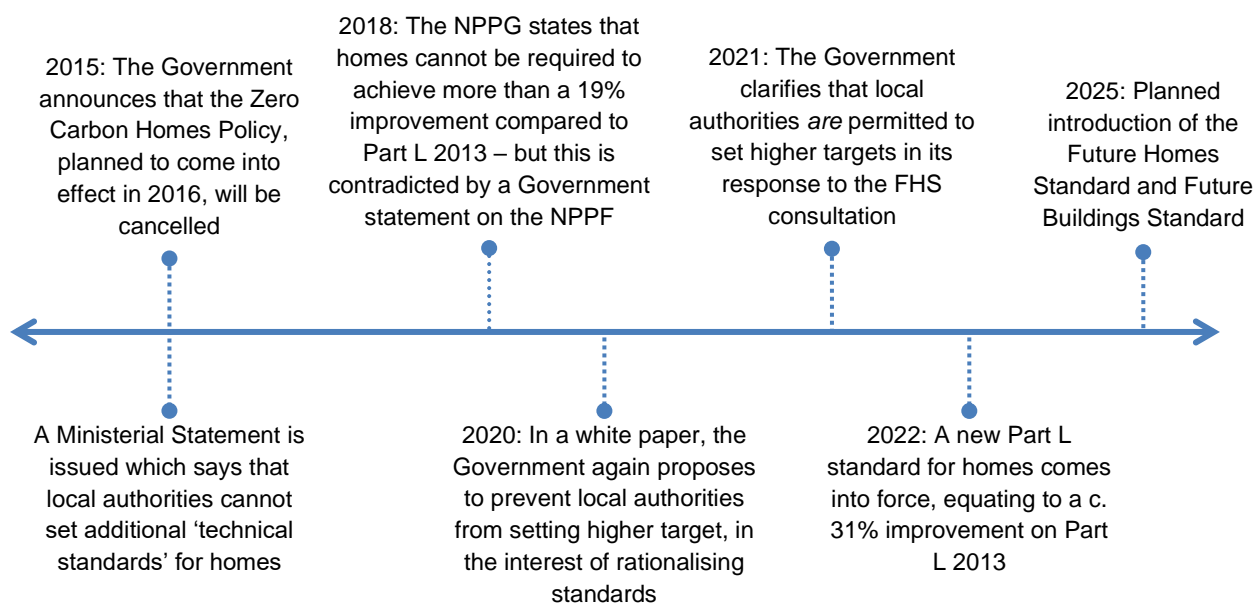 2015: The Government
announces that the Zero
Carbon Homes Policy,
planned to come into
effect in 2016, will be
cancelled
2018: The NPPG states that
homes cannot be required to
achieve more than a 19%
improvement compared to
Part L 2013 – but this is
contradicted by a Government
statement on the NPPF
2021: The Government
clarifies that local
authorities are permitted to
set higher targets in its
response to the FHS
consultation
2025: Planned
introduction of the
Future Homes
Standard and Future
Buildings Standard
A Ministerial Statement is
issued which says that
local authorities cannot
set additional ‘technical
standards’ for homes
2020: In a white paper, the
Government again proposes
to prevent local authorities
from setting higher target, in
the interest of rationalising
standards
2022: A new Part L
standard for homes comes
into force, equating to a c.
31% improvement on Part
L 2013